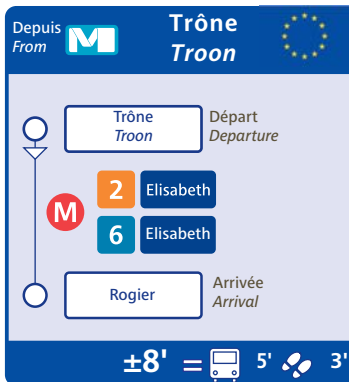 Depuis
From
M
Trône
Troon
Trône
Troon
Départ
Departure
M
2 Elisabeth
6 Elisabeth
Rogier
Arrivée
Arrival
±8' = 5' 3'